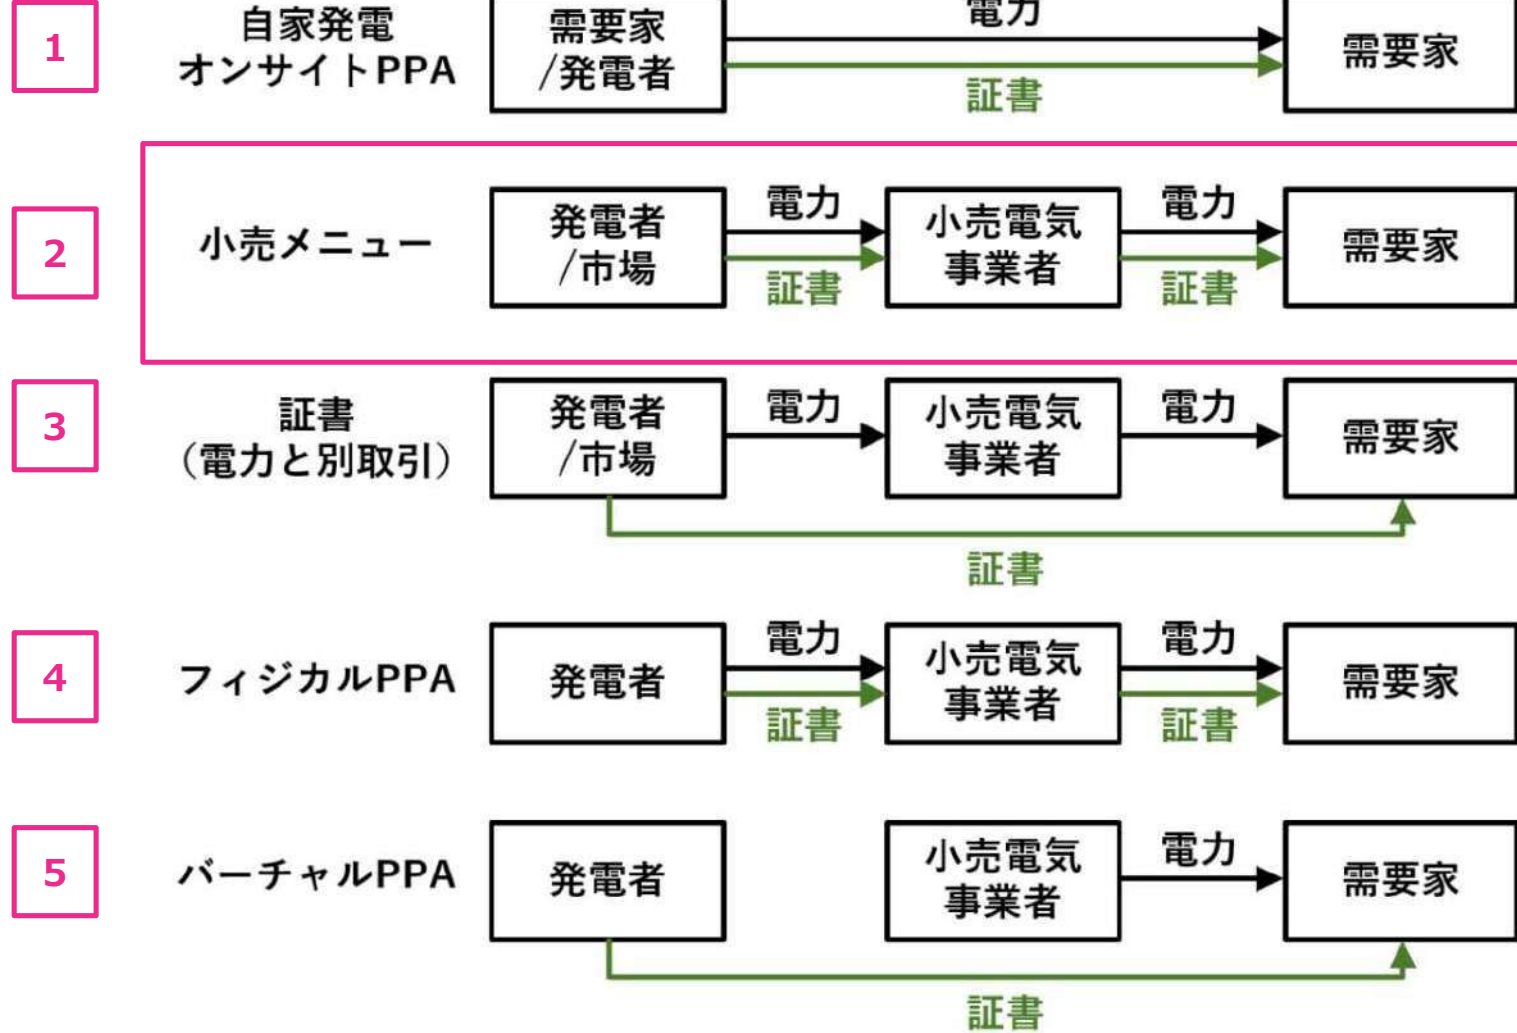 1
自家発電
オンサイトPPA
需要家
/発電者
電力
証書
需要家
2
小売メニュー
発電者
/市場
電力
証書
小売電気
事業者
電力
証書
需要家
3
証書
（電力と別取引）
発電者
/市場
電力
小売電気
事業者
電力
需要家
証書
4
フィジカルPPA
発電者
電力
証書
小売電気
事業者
電力
証書
需要家
5
バーチャルPPA
発電者
小売電気
事業者
電力
需要家
証書